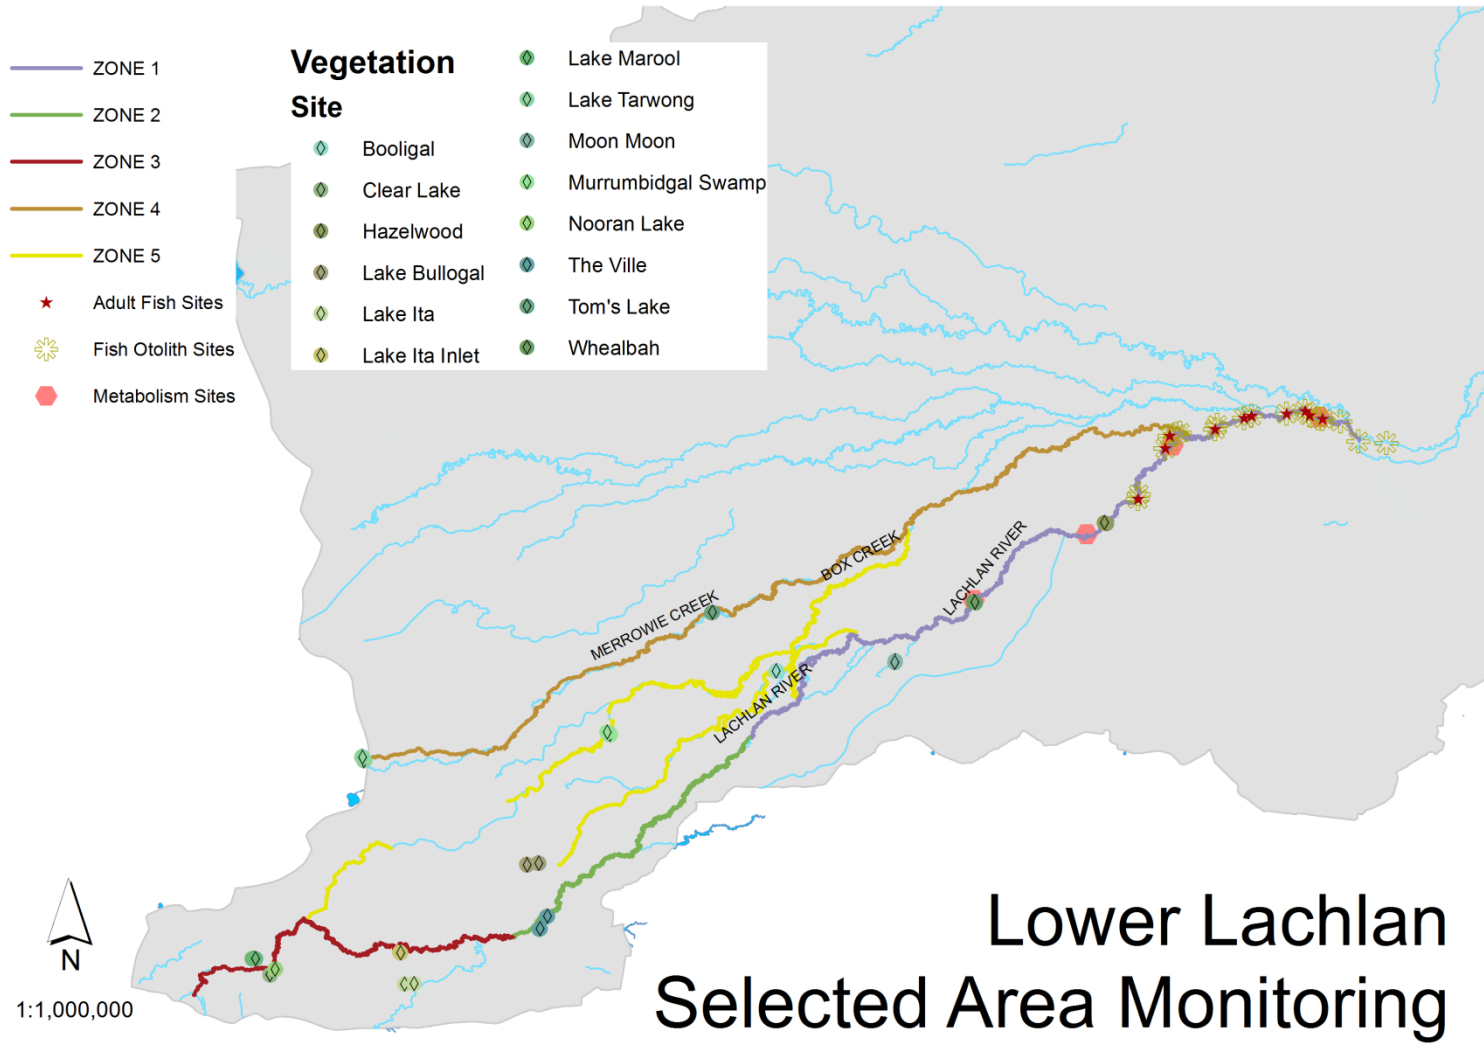 ZONE 1
ZONE 2
ZONE 3
ZONE 4
ZONE 5
Adult Fish Sites
Fish Otolith Sites
Metabolism Sites
Vegetation
Site
Booligal
Clear Lake
Hazelwood
Lake Bullogal
Lake Ita
Lake Ita Inlet
Lake Marool
Lake Tarwong
Moon Moon
Murrumbidgal Swamp
Nooran Lake
The Ville
Tom's Lake
Whealbah
BOX CREEK
LACHLAN RIVER
MERROWIE CREEK
LACHLAN RIVER
N
1:1,000,000
Lower Lachlan
Selected Area Monitoring